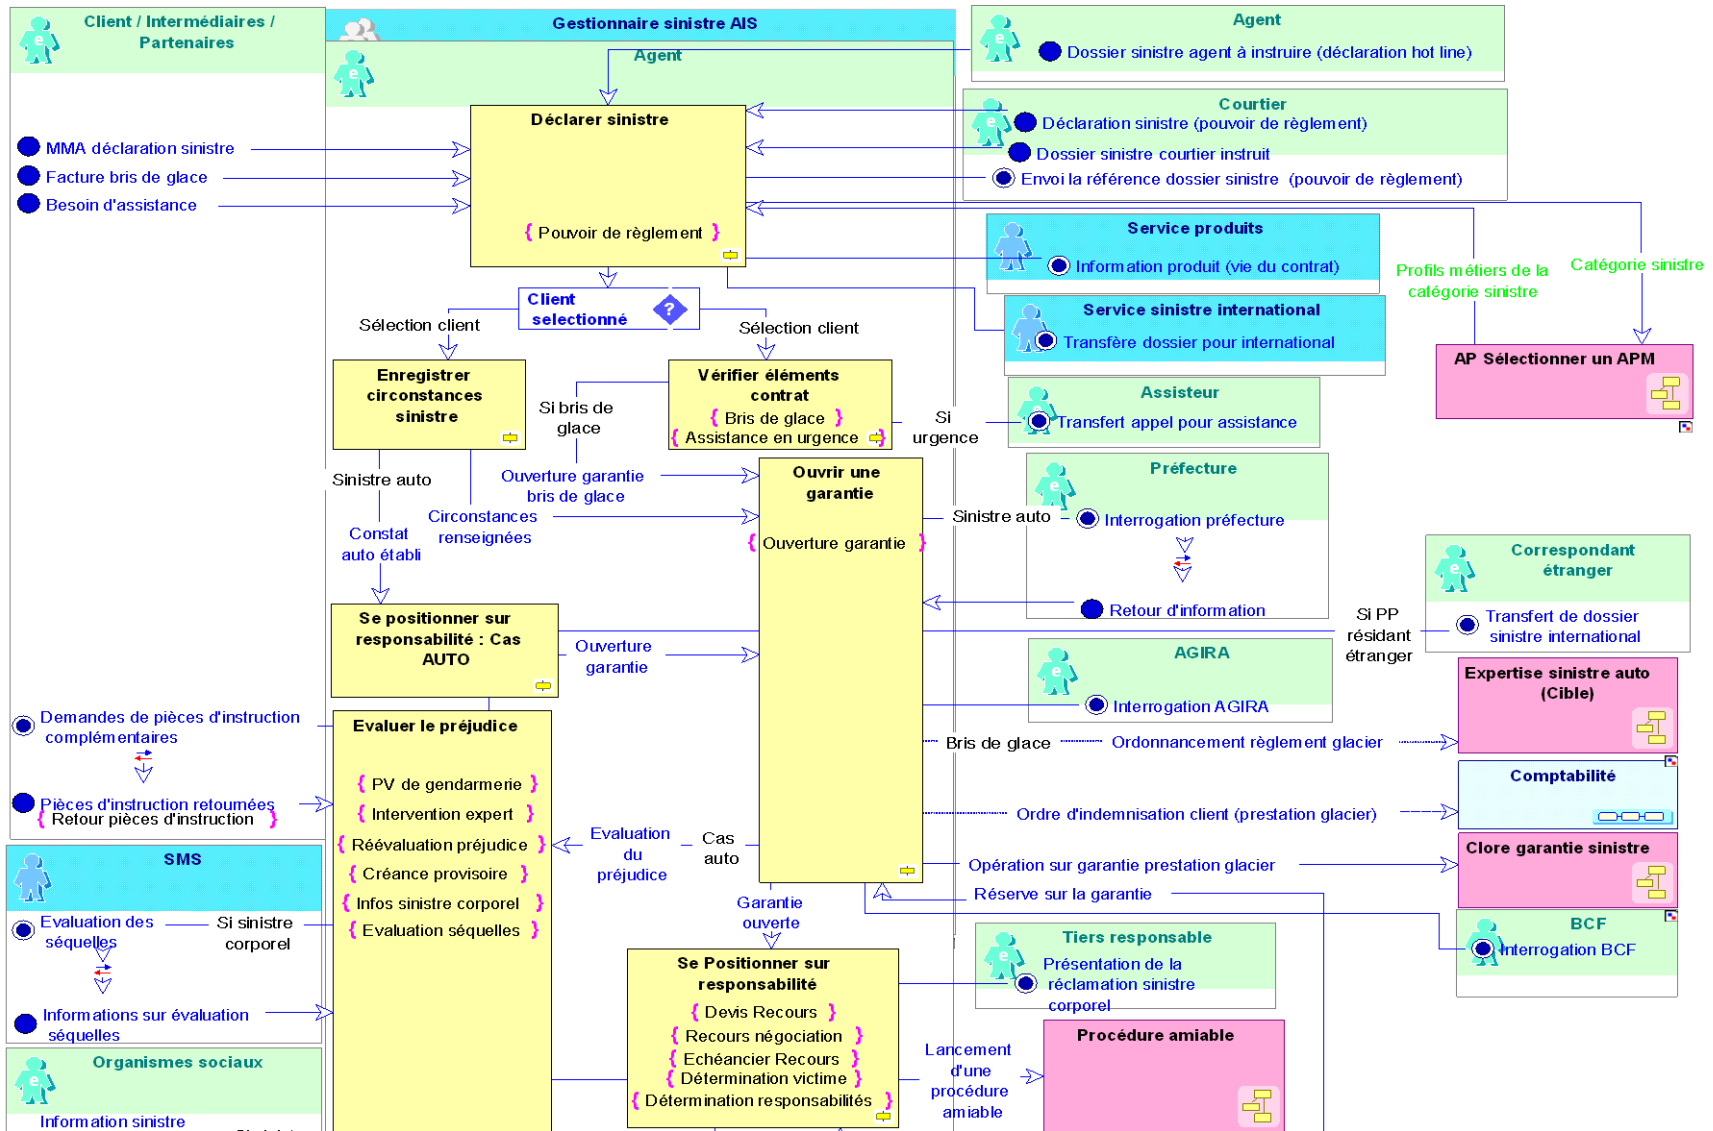 Client / Intermédiaires /
Partenaires
Gestionnaire sinistre AIS
Agent
Agent
Dossier sinistre agent à instruire (déclaration hot line)
Courtier
Déclaration sinistre (pouvoir de règlement)
Dossier sinistre courtier instruit
Envoi la référence dossier sinistre (pouvoir de règlement)
MMA déclaration sinistre
Facture bris de glace
Besoin d'assistance
Déclarer sinistre
{ Pouvoir de règlement }
Service produits
Information produit (vie du contrat)
Service sinistre international
Transfère dossier pour international
Profils métiers de la
catégorie sinistre
Catégorie sinistre
AP Sélectionner un APM
Client
selectionné
?
Sélection client
Sélection client
Enregistrer
circonstances
sinistre
Vérifier éléments
contrat
{ Bris de glace }
{ Assistance en urgence }
Si bris de
glace
Si
urgence
Assisteur
Transfert appel pour assistance
Sinistre auto
Ouverture garantie
bris de glace
Circonstances
renseignées
Constat
auto établi
Ouvrir une
garantie
{ Ouverture garantie }
Préfecture
Sinistre auto
Interrogation préfecture
Retour d'information
Correspondant
étranger
Transfert de dossier
sinistre international
Si PP
résidant
étranger
Se positionner sur
responsabilité : Cas
AUTO
Ouverture
garantie
AGIRA
Interrogation AGIRA
Expertise sinistre auto
(Cible)
Bris de glace
Ordonnancement règlement glacier
Comptabilité
Ordre d'indemnisation client (prestation glacier)
Clore garantie sinistre
Opération sur garantie prestation glacier
Réserve sur la garantie
BCF
Interrogation BCF
Demandes de pièces d'instruction
complémentaires
Pièces d'instruction retournées
{ Retour pièces d'instruction }
Evaluer le préjudice
{ PV de gendarmerie }
{ Intervention expert }
{ Réévaluation préjudice }
{ Créance provisoire }
{ Infos sinistre corporel }
{ Evaluation séquelles }
Evaluation
du
préjudice
Cas
auto
Garantie
ouverte
SMS
Evaluation des
séquelles
Si sinistre
corporel
Informations sur évaluation
séquelles
Organismes sociaux
Information sinistre
Se Positionner sur
responsabilité
{ Devis Recours }
{ Recours négociation }
{ Echéancier Recours }
{ Détermination victime }
{ Détermination responsabilités }
Tiers responsable
Présentation de la
réclamation sinistre
corporel
Lancement
d'une
procédure
amiable
Procédure amiable